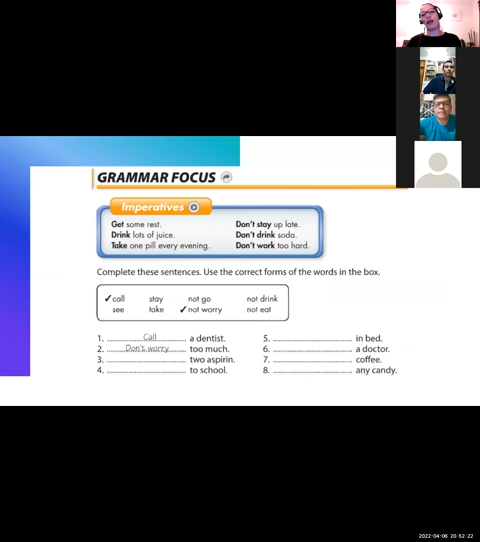 GRAMMAR FOCUS
Imperatives
Get some rest. Don't stay up late.
Drink lots of juice. Don't drink soda.
Take one pill every evening. Don't work too hard.
Complete these sentences. Use the correct forms of the words in the box.
✓call stay not go not drink
see take ✓not worry not eat
1. Call a dentist. 5. in bed.
2. Don't worry too much. 6. a doctor.
3. two aspirin. 7. coffee.
4. to school. 8. any candy.
2022-04-06 20:52:22